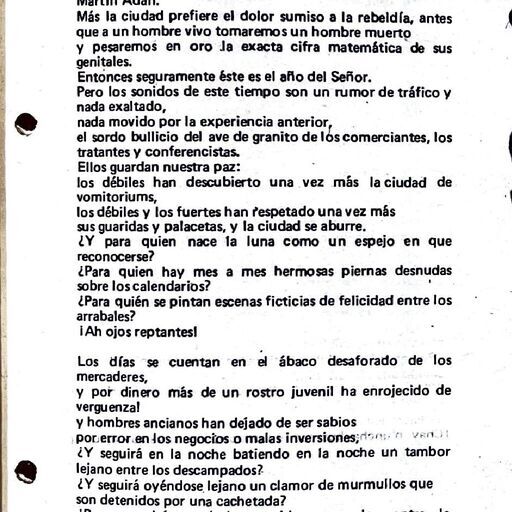 Martín Adán.
Más la ciudad prefiere el dolor sumiso a la rebeldía, antes
que a un hombre vivo tomaremos un hombre muerto
y pesaremos en oro la exacta cifra matemática de sus
genitales.
Entonces seguramente éste es el año del Señor.
Pero los sonidos de este tiempo son un rumor de tráfico y
nada exaltado,
nada movido por la experiencia anterior,
el sordo bullicio del ave de granito de los comerciantes, los
tratantes y conferencistas.
Ellos guardan nuestra paz:
los débiles han descubierto una vez más la ciudad de
vomitoriums,
los débiles y los fuertes han respetado una vez más
sus guaridas y palacetas, y la ciudad se aburre.
¿Y para quien nace la luna como un espejo en que
reconocerse?
¿Para quien hay mes a mes hermosas piernas desnudas
sobre los calendarios?
¿Para quién se pintan escenas ficticias de felicidad entre los
arrabales?
¡Ah ojos reptantes!
Los días se cuentan en el ábaco desaforado de los
mercaderes,
y por dinero más de un rostro juvenil ha enrojecido de
verguenza!
y hombres ancianos han dejado de ser sabios
por error en los negocios o malas inversiones;
¿Y seguirá en la noche batiendo en la noche un tambor
lejano entre los descampados?
¿Y seguirá oyéndose lejano un clamor de murmullos que
son detenidos por una cachetada?